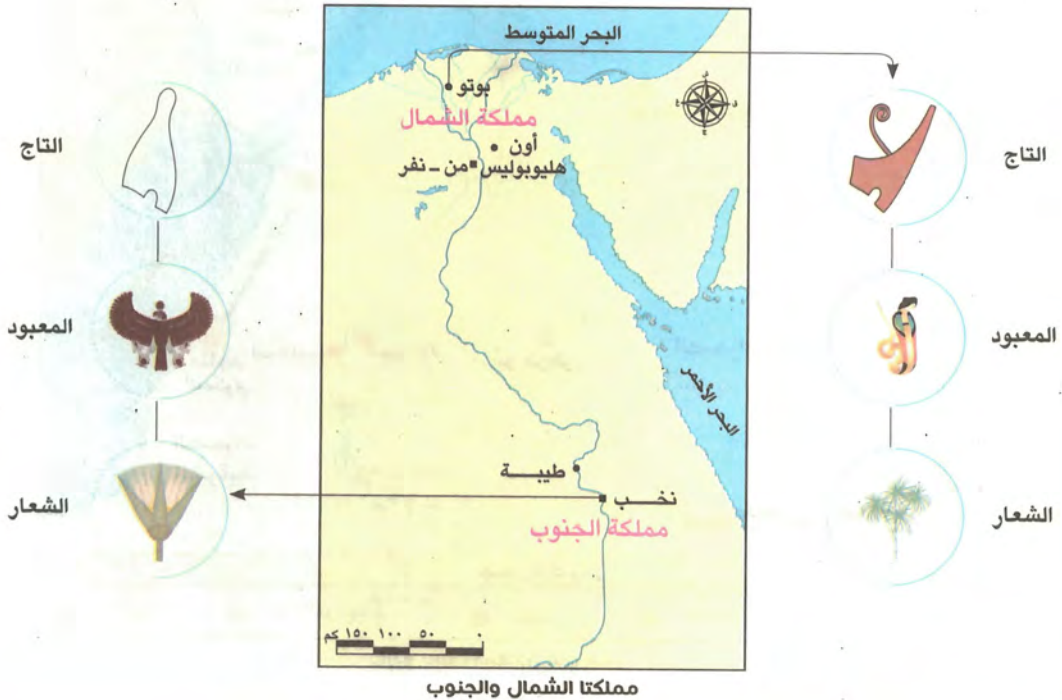 البحر المتوسط
بوتو
مملكة الشمال
أون
هليوبوليس
من - نفر
التاج
المعبود
الشعار
التاج
المعبود
الشعار
البحر الأحمر
طيبة
نخب
مملكة الجنوب
٠ ٥٠ ١٠٠ ١٥٠ كم
مملكتا الشمال والجنوب